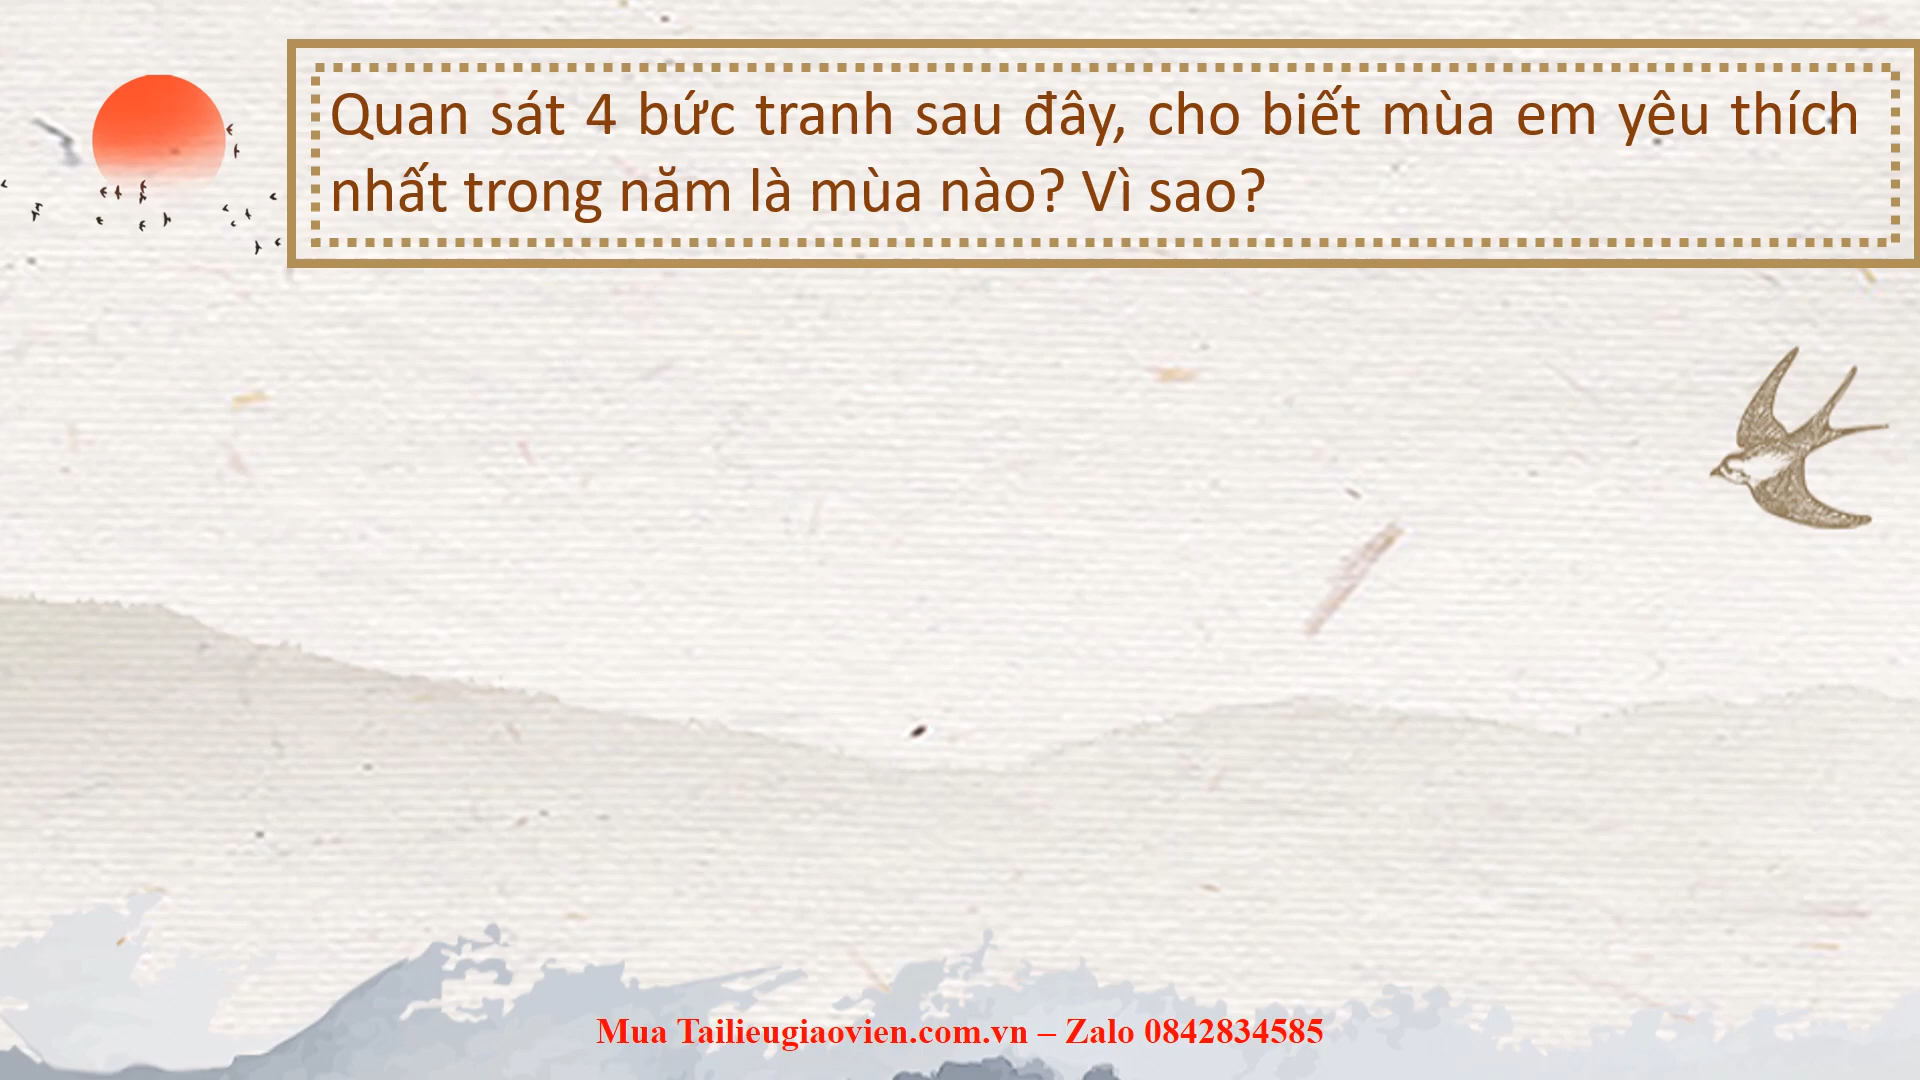 Quan sát 4 bức tranh sau đây, cho biết mùa em yêu thích
nhất trong năm là mùa nào? Vì sao?
Mua Tailieugiaovien.com.vn – Zalo 0842834585